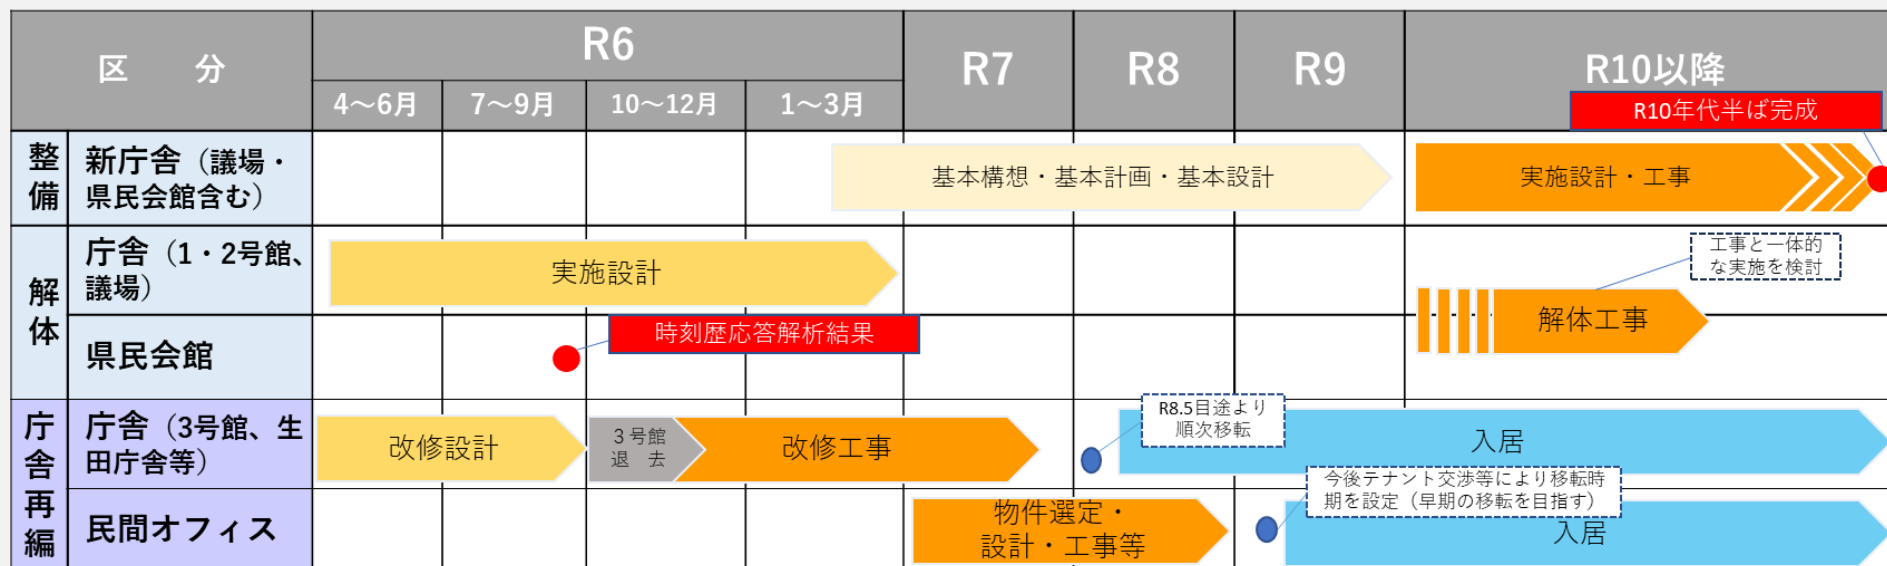 区　分
R6
R7
R8
R9
R10以降
4～6月
7～9月
10～12月
1～3月
R10年代半ば完成
整備
新庁舎（議場・
県民会館含む）
基本構想・基本計画・基本設計
実施設計・工事
解体
庁舎（1・2号館、
議場）
実施設計
工事と一体的
な実施を検討
解体工事
県民会館
時刻歴応答解析結果
庁舎再編
庁舎（3号館、生
田庁舎等）
改修設計
３号館
退　去
改修工事
R8.5目途より
順次移転
入居
民間オフィス
物件選定・
設計・工事等
今後テナント交渉等により移転時
期を設定（早期の移転を目指す）
入居